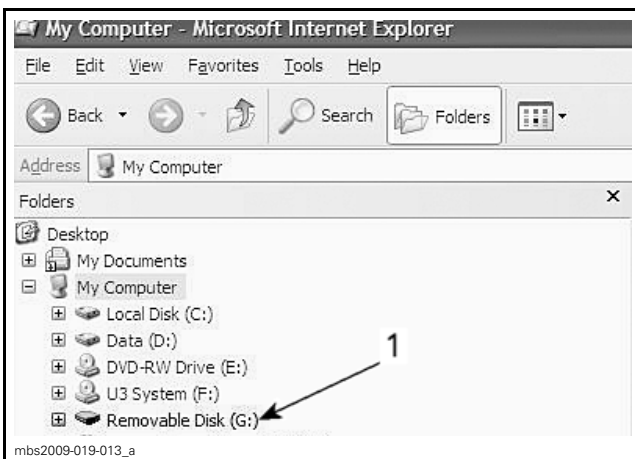 My Computer - Microsoft Internet Explorer
File Edit View Favorites Tools Help
Back Search Folders
Address My Computer
Folders
Desktop
My Documents
My Computer
Local Disk (C:)
Data (D:)
1
DVD-RW Drive (E:)
U3 System (F:)
Removable Disk (G:)
mbs2009-019-013_a